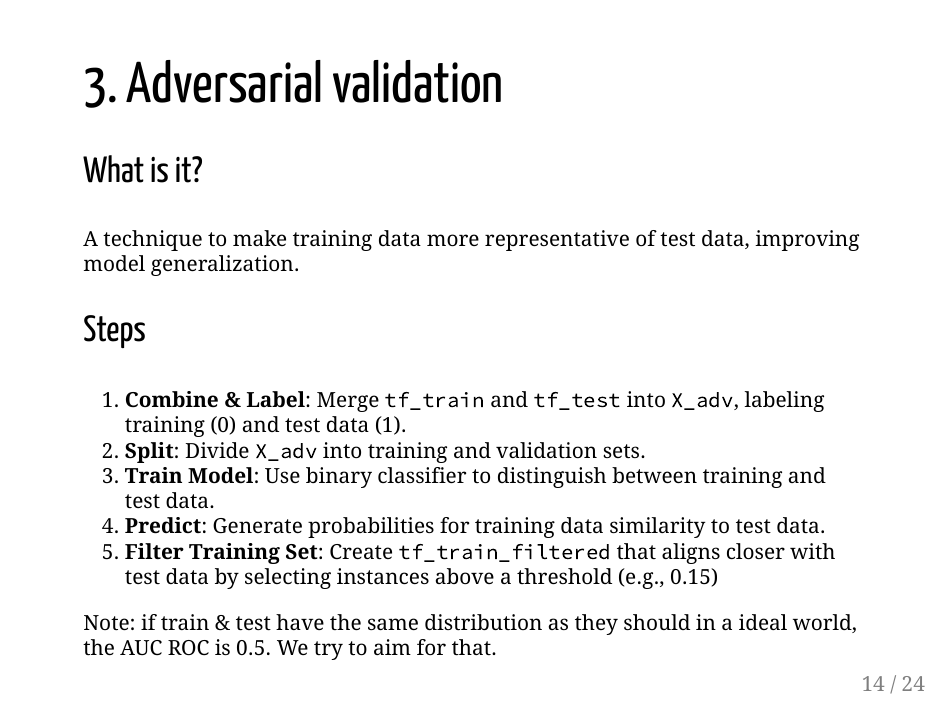 3. Adversarial validation
What is it?
A technique to make training data more representative of test data, improving
model generalization.
Steps
1. Combine & Label: Merge tf_train and tf_test into X_adv, labeling
training (0) and test data (1).
2. Split: Divide X_adv into training and validation sets.
3. Train Model: Use binary classifier to distinguish between training and
test data.
4. Predict: Generate probabilities for training data similarity to test data.
5. Filter Training Set: Create tf_train_filtered that aligns closer with
test data by selecting instances above a threshold (e.g., 0.15)
Note: if train & test have the same distribution as they should in a ideal world,
the AUC ROC is 0.5. We try to aim for that.
14 / 24